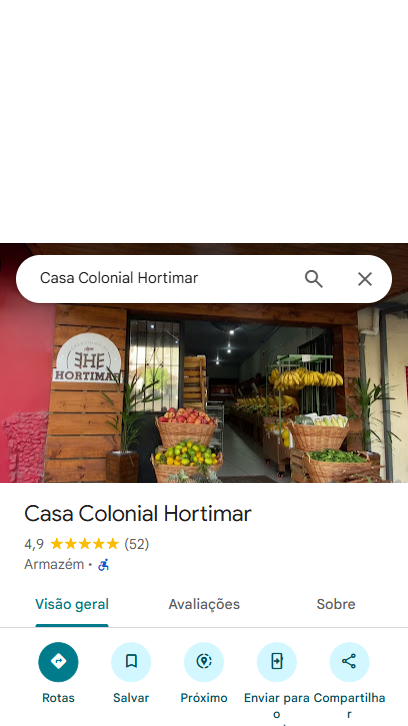 Casa Colonial Hortimar
HORTIMAR
Casa Colonial Hortimar
4,9 (52)
Armazém •
Visão geral
Avaliações
Sobre
Rotas
Salvar
Próximo
Enviar para o
Compartilhar